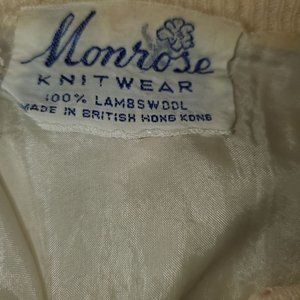 Monrose
KNITWEAR
100% LAMBSWOOL
MADE IN BRITISH HONG KONG